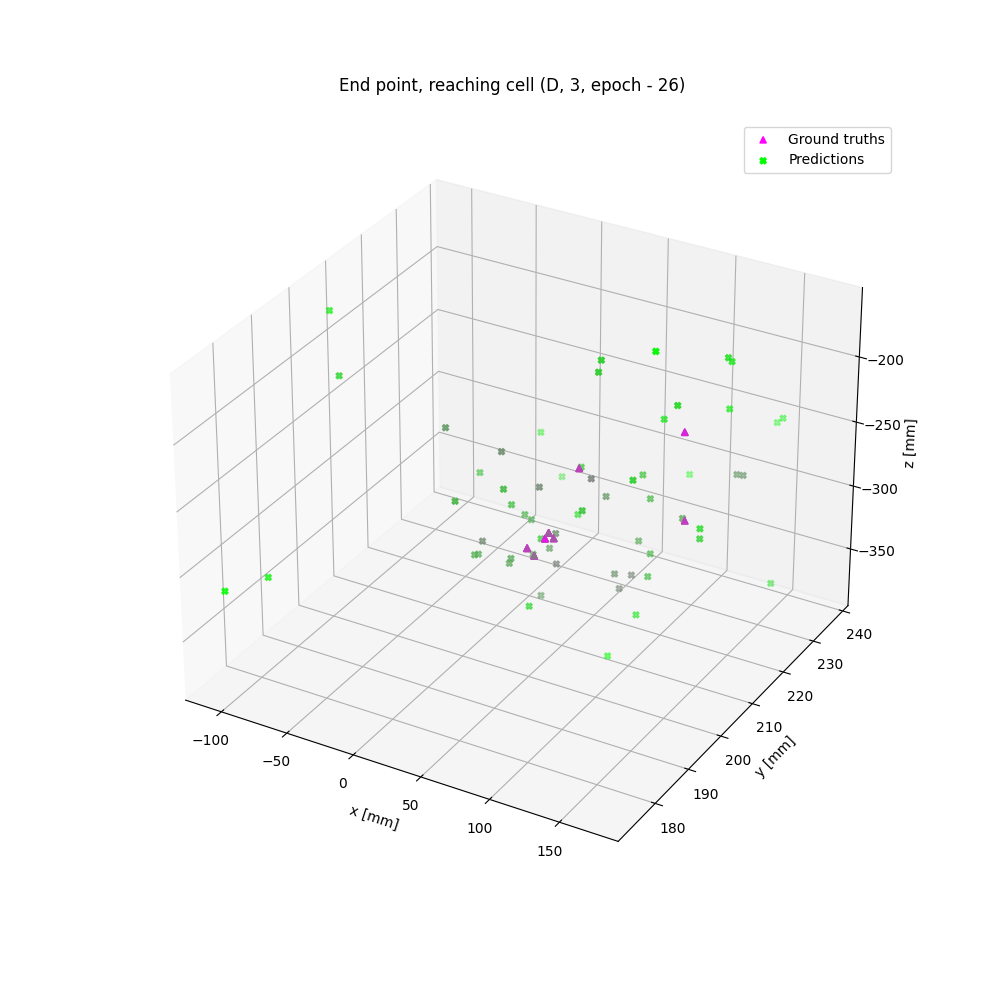 End point, reaching cell (D, 3, epoch - 26)
Ground truths
Predictions
−200
−250
−300
−350
z [mm]
240
230
220
210
200
190
180
y [mm]
−100
−50
0
50
100
150
x [mm]